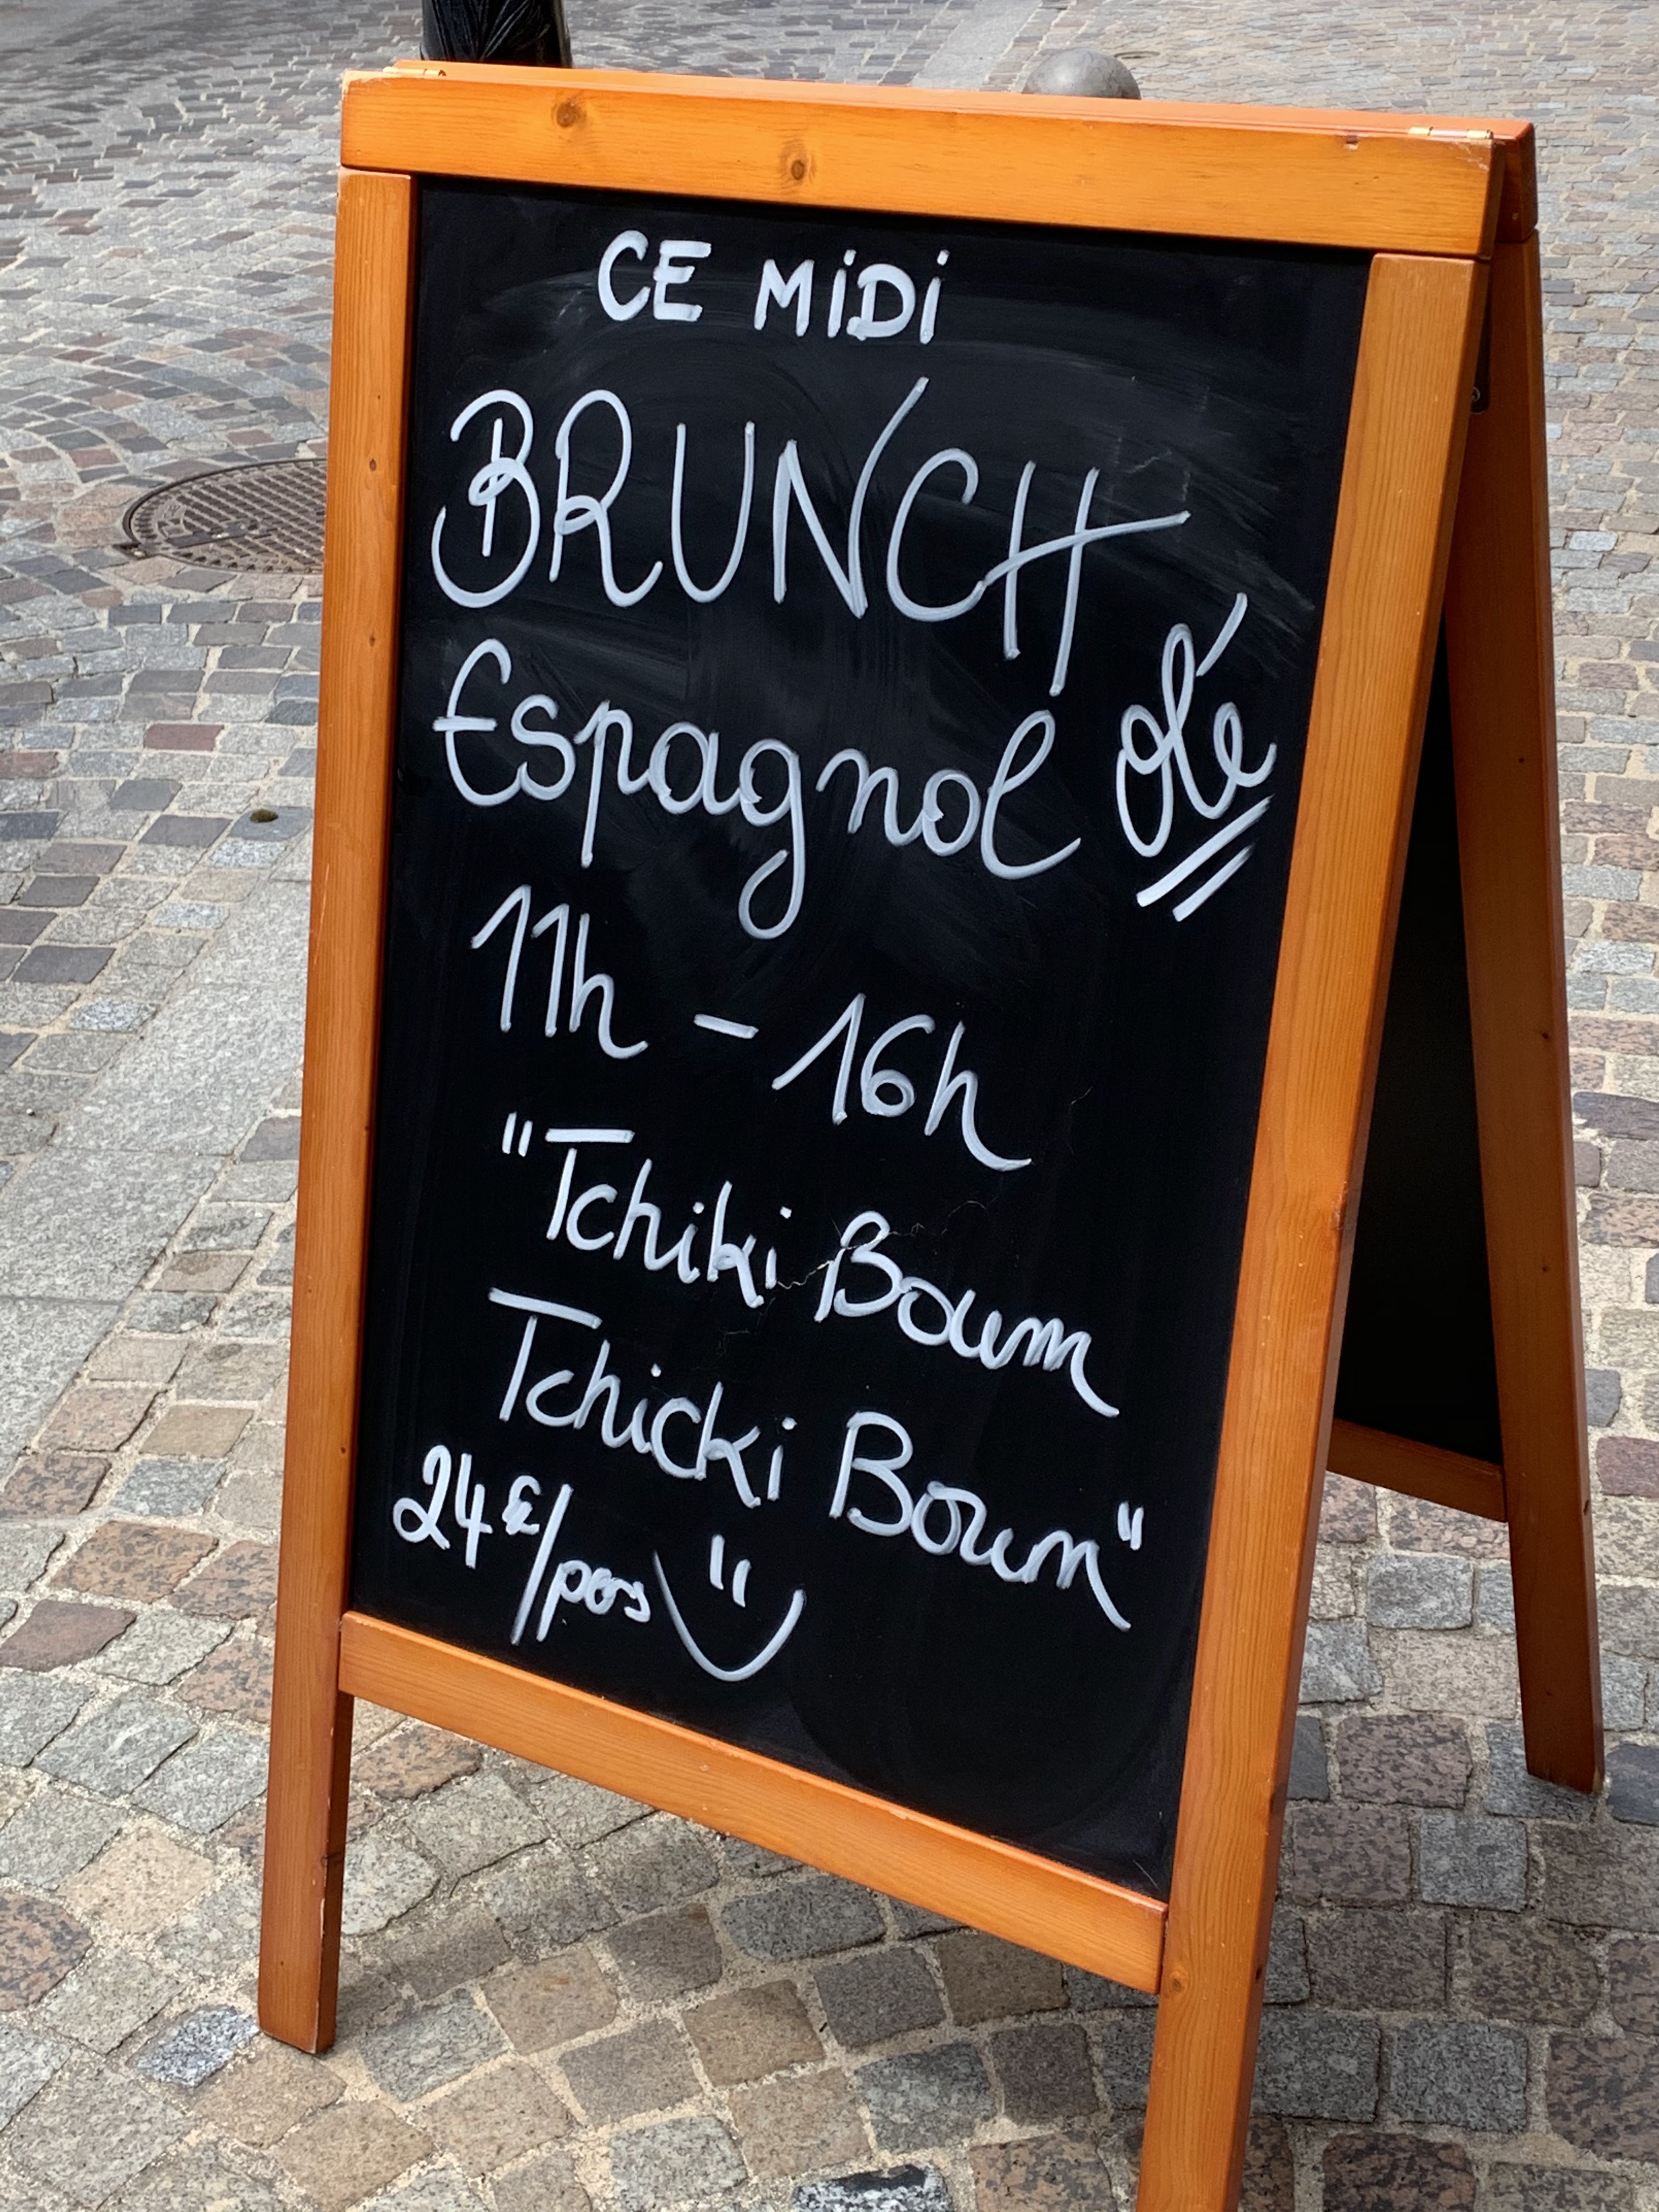 CE MiDi
BRUNCH
Espagnol olé
11h - 16h
"Tchiki Boum
Tchicki Boum"
24€/pers